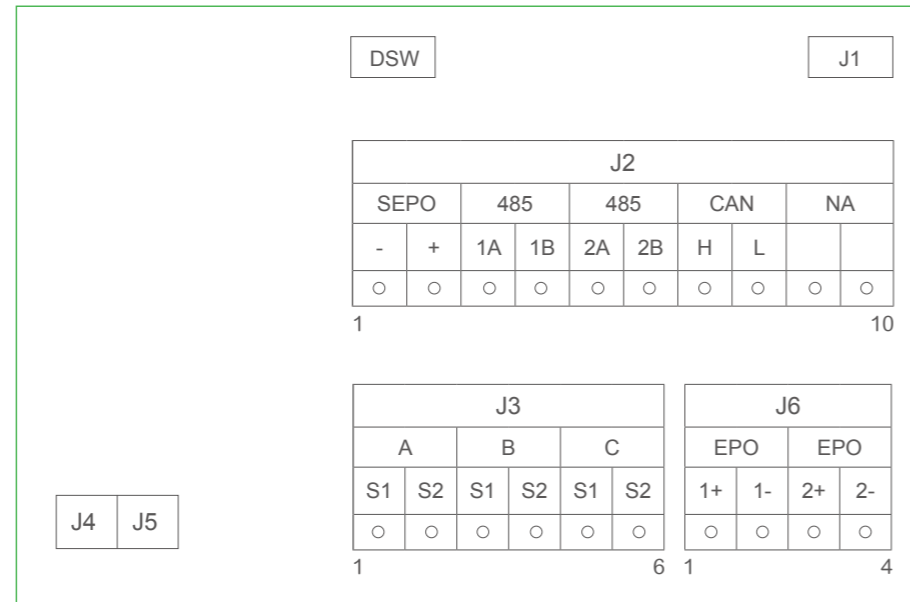 DSW J1
J2
SEPO 485 485 CAN NA
- + 1A 1B 2A 2B H L
1 10
J3
A B C
S1 S2 S1 S2 S1 S2
1 6
J6
EPO EPO
1+ 1- 2+ 2-
1 4
J4 J5